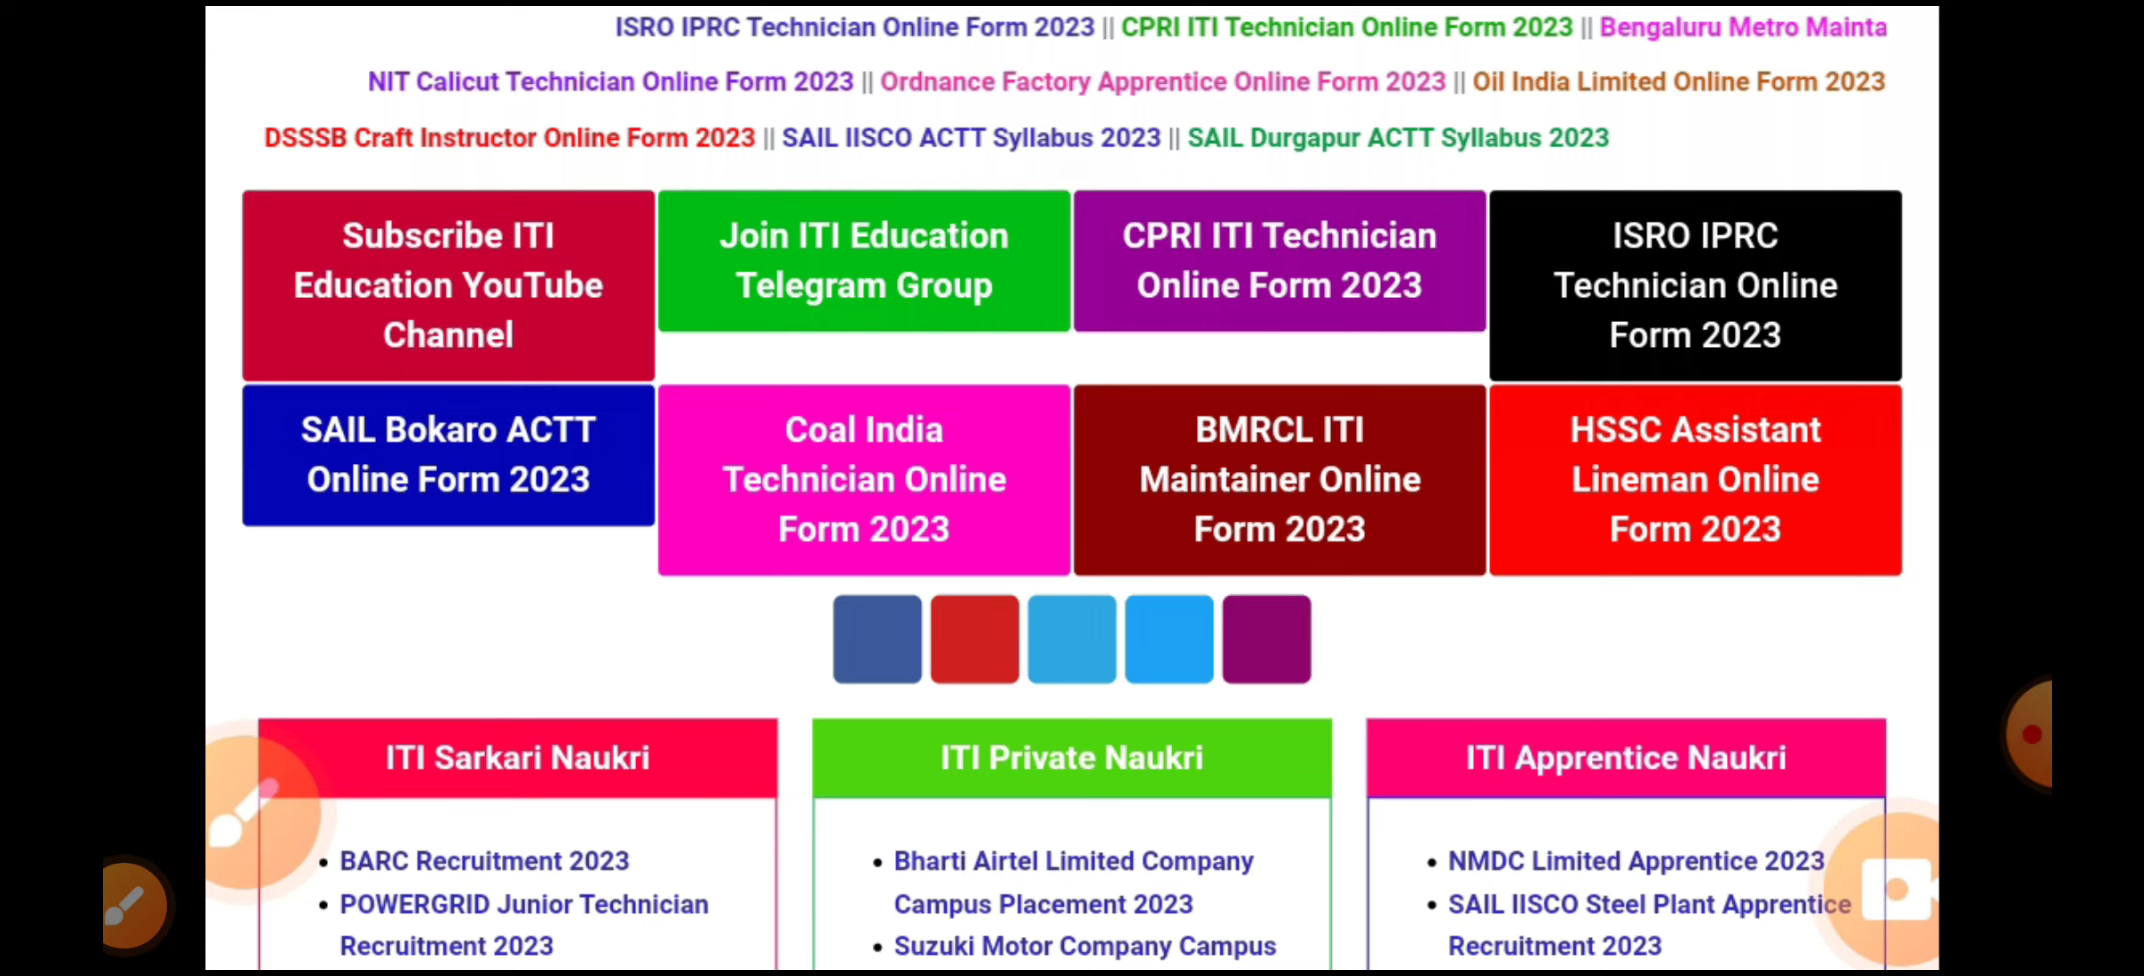 ISRO IPRC Technician Online Form 2023 || CPRI ITI Technician Online Form 2023 || Bengaluru Metro Mainta
NIT Calicut Technician Online Form 2023 || Ordnance Factory Apprentice Online Form 2023 || Oil India Limited Online Form 2023
DSSSB Craft Instructor Online Form 2023 || SAIL IISCO ACTT Syllabus 2023 || SAIL Durgapur ACTT Syllabus 2023
Subscribe ITI
Education YouTube
Channel
Join ITI Education
Telegram Group
CPRI ITI Technician
Online Form 2023
ISRO IPRC
Technician Online
Form 2023
SAIL Bokaro ACTT
Online Form 2023
Coal India
Technician Online
Form 2023
BMRCL ITI
Maintainer Online
Form 2023
HSSC Assistant
Lineman Online
Form 2023
ITI Sarkari Naukri
• BARC Recruitment 2023
• POWERGRID Junior Technician
Recruitment 2023
ITI Private Naukri
• Bharti Airtel Limited Company
Campus Placement 2023
• Suzuki Motor Company Campus
ITI Apprentice Naukri
• NMDC Limited Apprentice 2023
• SAIL IISCO Steel Plant Apprentice
Recruitment 2023